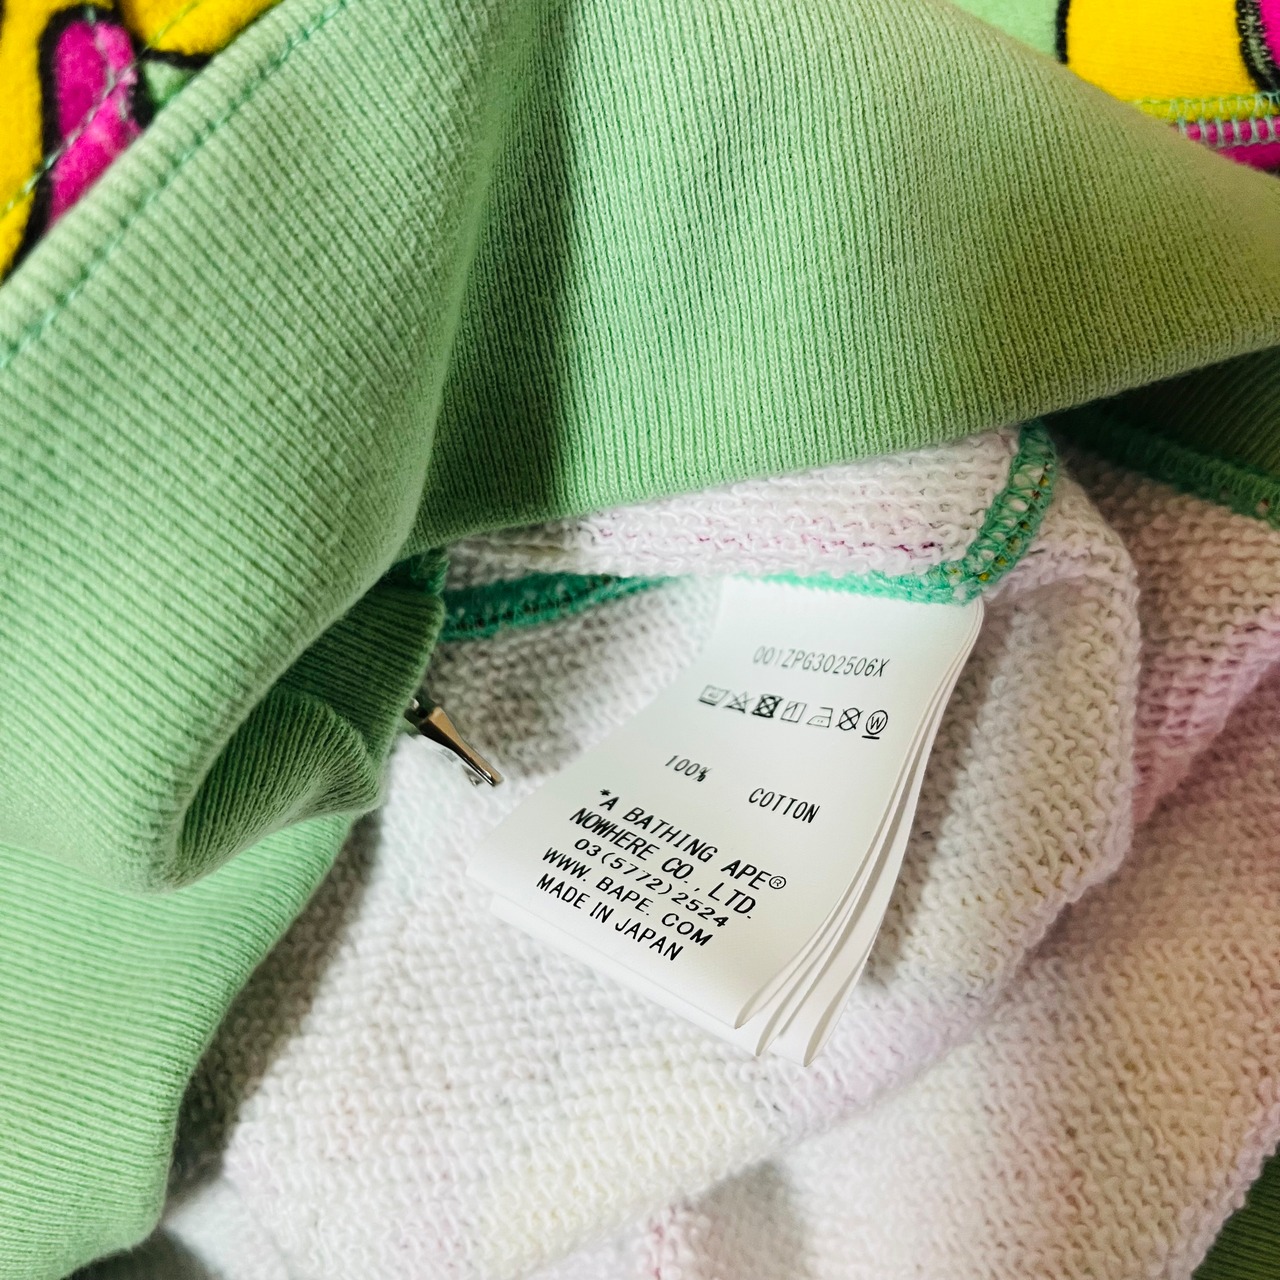 001ZPG302506X
100% COTTON
*A BATHING APE®
NOWHERE CO., LTD.
03(5772)2524
WWW. BAPE. COM
MADE IN JAPAN